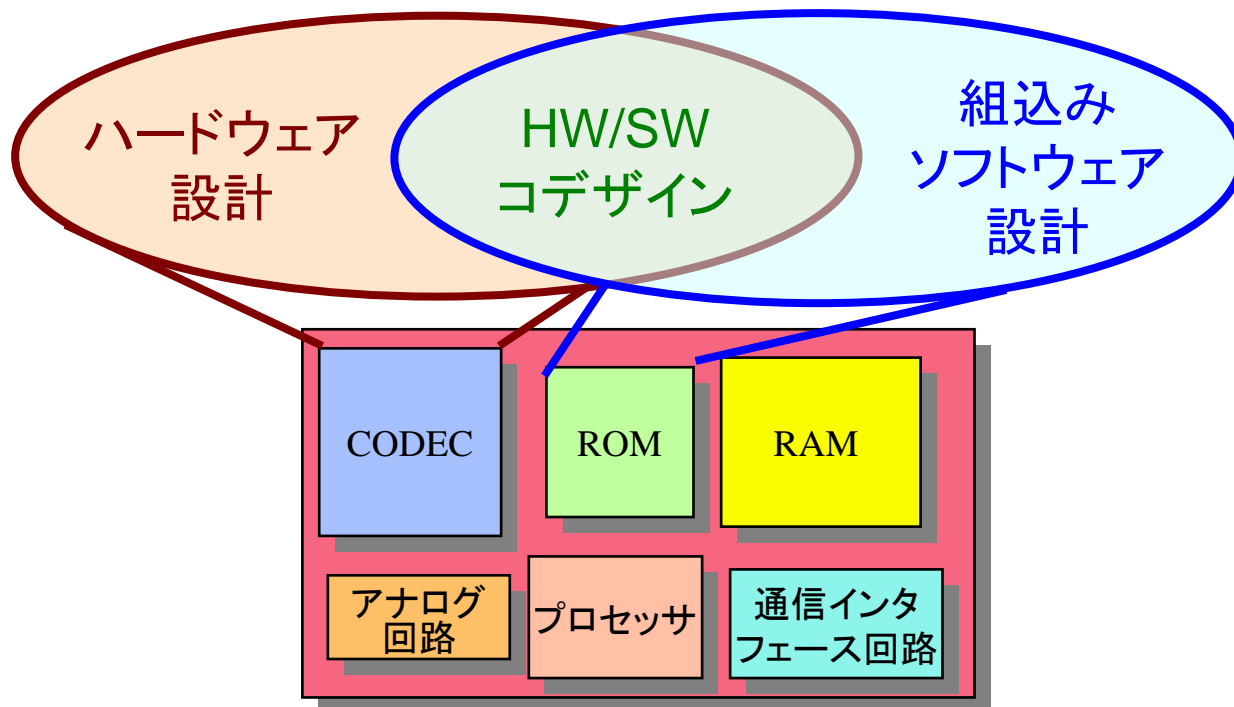 ハードウェア
設計
HW/SW
コデザイン
組込み
ソフトウェア
設計
CODEC
ROM
RAM
アナログ
回路
プロセッサ
通信インタ
フェース回路